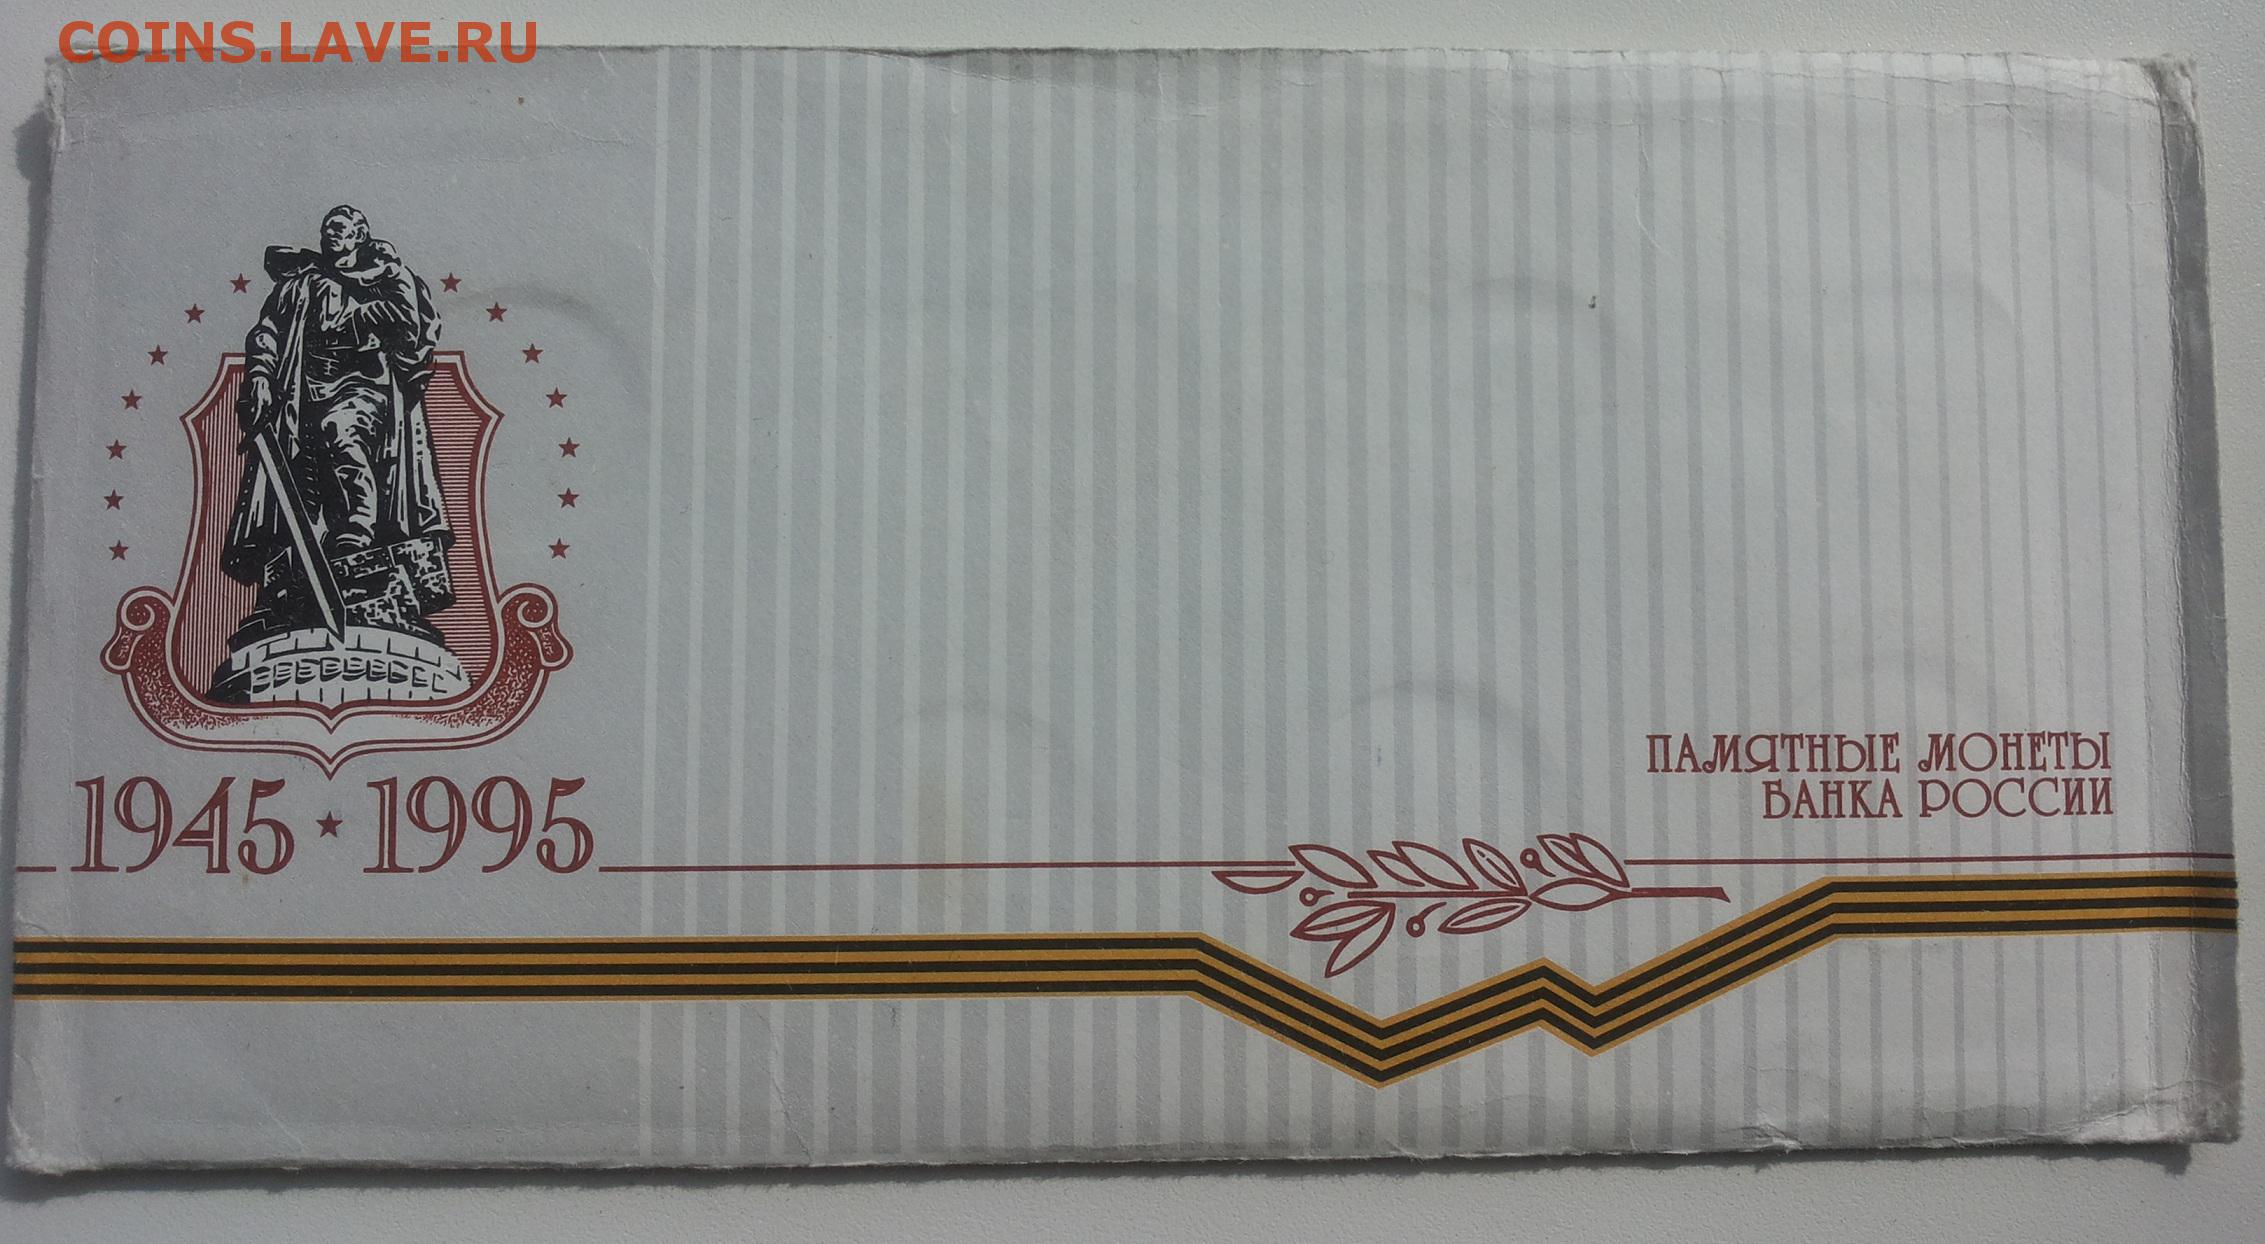 COINS.LAVE.RU
1945 ★ 1995
ПАМЯТНЫЕ МОНЕТЫ
БАНКА РОССИИ